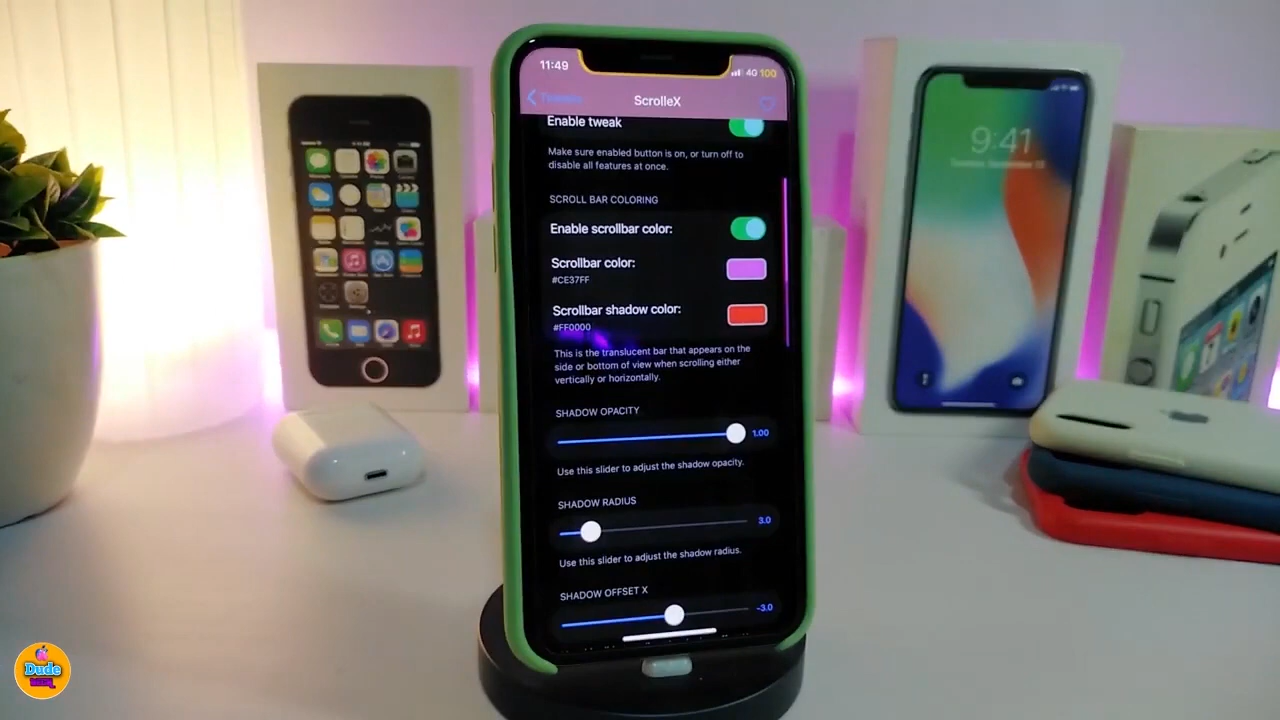 11:49
4G 100
Tweaks
ScrolleX
Enable tweak
Make sure enabled button is on, or turn off to
disable all features at once.
SCROLL BAR COLORING
Enable scrollbar color:
Scrollbar color:
#CE37FF
Scrollbar shadow color:
#FF0000
This is the translucent bar that appears on the
side or bottom of view when scrolling either
vertically or horizontally.
SHADOW OPACITY
1.00
Use this slider to adjust the shadow opacity.
SHADOW RADIUS
3.0
Use this slider to adjust the shadow radius.
SHADOW OFFSET X
-3.0
9:41
Dude